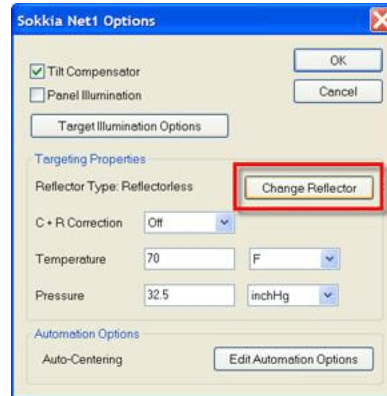 Sokkia Net1 Options
OK
Tilt Compensator
Panel Illumination
Cancel
Target Illumination Options
Targeting Properties
Reflector Type: Reflectorless
Change Reflector
C + R Correction
Off
Temperature
70
F
Pressure
32.5
inchHg
Automation Options
Auto-Centering
Edit Automation Options